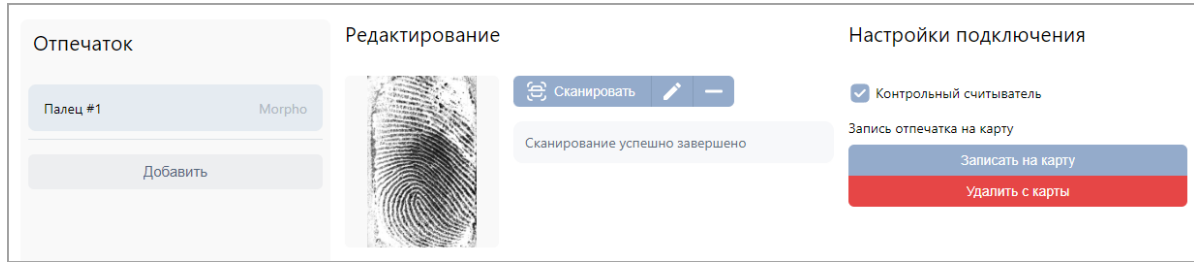 Отпечаток
Палец #1 Morpho
Добавить
Редактирование
Сканировать
Сканирование успешно завершено
Настройки подключения
Контрольный считыватель
Запись отпечатка на карту
Записать на карту
Удалить с карты